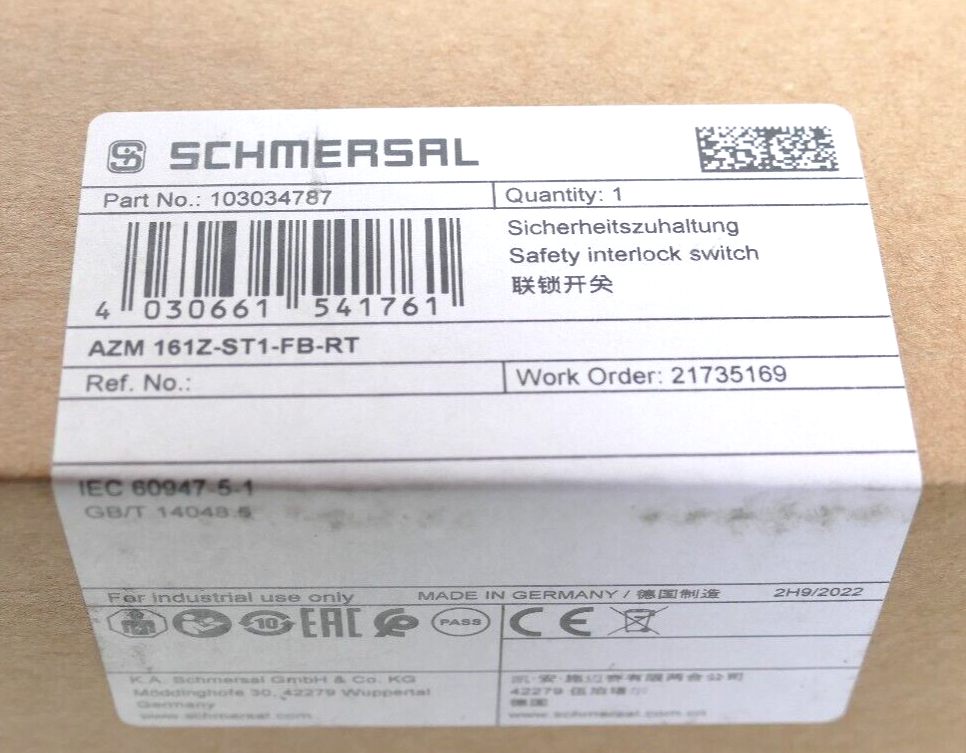 SCHMERSAL
Part No.: 103034787
Quantity: 1
Sicherheitszuhaltung
Safety interlock switch
联锁开关
4 030661 541761
AZM 161Z-ST1-FB-RT
Ref. No.:
Work Order: 21735169
IEC 60947-5-1
GB/T 14048.5
For industrial use only
MADE IN GERMANY / 德国制造
2H9/2022
10
EAC
PASS
CE
K.A. Schmersal GmbH & Co. KG
Möddinghofe 30, 42279 Wuppertal
Germany
www.schmersal.com
42279
德国
www.schmersal.com.cn